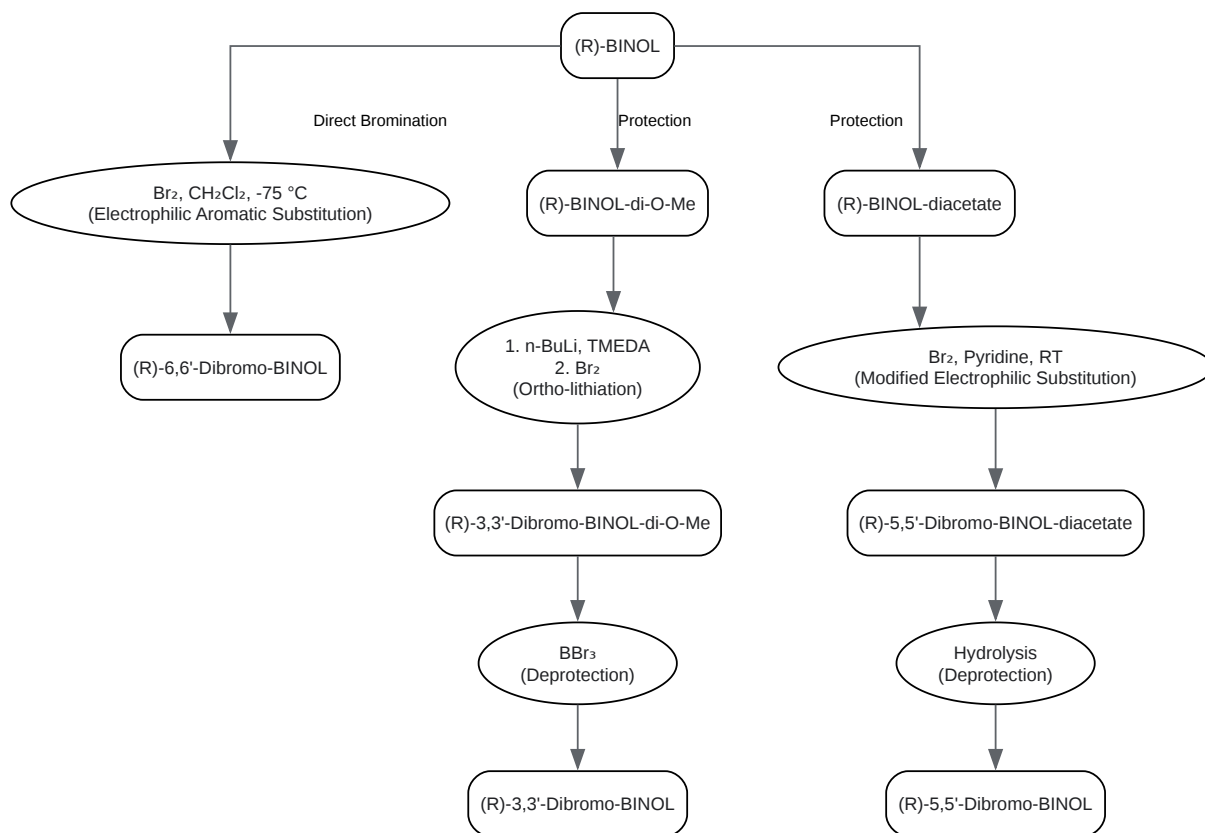 (R)-BINOL
Direct Bromination
Protection
Protection
Br₂, CH₂Cl₂, -75 °C
(Electrophilic Aromatic Substitution)
(R)-BINOL-di-O-Me
(R)-BINOL-diacetate
(R)-6,6'-Dibromo-BINOL
1. n-BuLi, TMEDA
2. Br₂
(Ortho-lithiation)
Br₂, Pyridine, RT
(Modified Electrophilic Substitution)
(R)-3,3'-Dibromo-BINOL-di-O-Me
(R)-5,5'-Dibromo-BINOL-diacetate
BBr₃
(Deprotection)
Hydrolysis
(Deprotection)
(R)-3,3'-Dibromo-BINOL
(R)-5,5'-Dibromo-BINOL